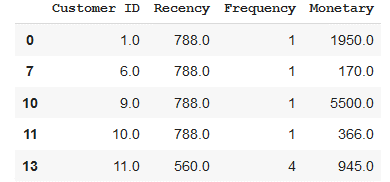 Customer ID Recency Frequency Monetary
0 1.0 788.0 1 1950.0
7 6.0 788.0 1 170.0
10 9.0 788.0 1 5500.0
11 10.0 788.0 1 366.0
13 11.0 560.0 4 945.0